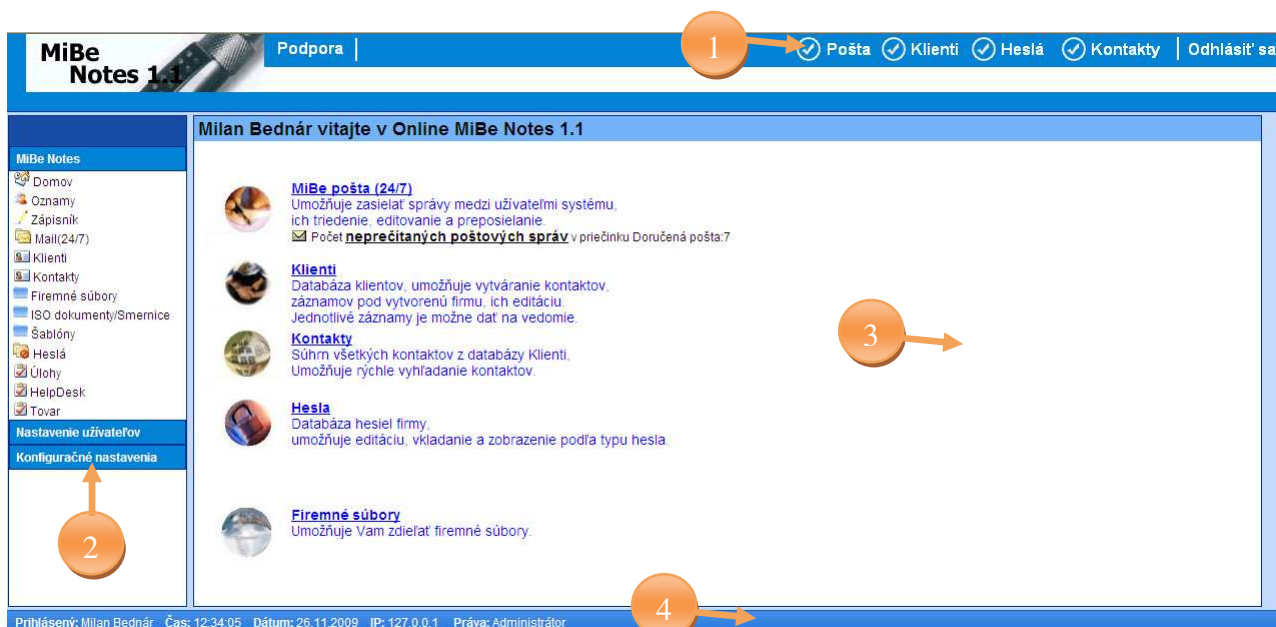 1
MiBe
Notes 1.1
Podpora
Pošta Klienti Heslá Kontakty Odhlásiť sa
Milan Bednár vitajte v Online MiBe Notes 1.1
MiBe Notes
Domov
Oznamy
Zápisník
Mail(24/7)
Klienti
Kontakty
Firemné súbory
ISO dokumenty/Smernice
Šablóny
Heslá
Úlohy
HelpDesk
Tovar
Nastavenie užívateľov
Konfiguračné nastavenia
2
MiBe pošta (24/7)
Umožňuje zasielať správy medzi užívateľmi systému,
ich triedenie, editovanie a preposielanie.
Počet neprečítaných poštových správ v priečinku Doručená pošta:7
Klienti
Databáza klientov, umožňuje vytváranie kontaktov,
záznamov pod vytvorenú firmu, ich editáciu.
Jednotlivé záznamy je možne dať na vedomie.
Kontakty
Súhrn všetkých kontaktov z databázy Klienti,
Umožňuje rýchle vyhľadanie kontaktov.
Hesla
Databáza hesiel firmy,
umožňuje editáciu, vkladanie a zobrazenie podľa typu hesla.
Firemné súbory
Umožňuje Vam zdieľať firemné súbory.
3
4
Prihlásený: Milan Bednár Čas: 12:34:05 Dátum: 26.11.2009 IP: 127.0.0.1 Práva: Administrátor